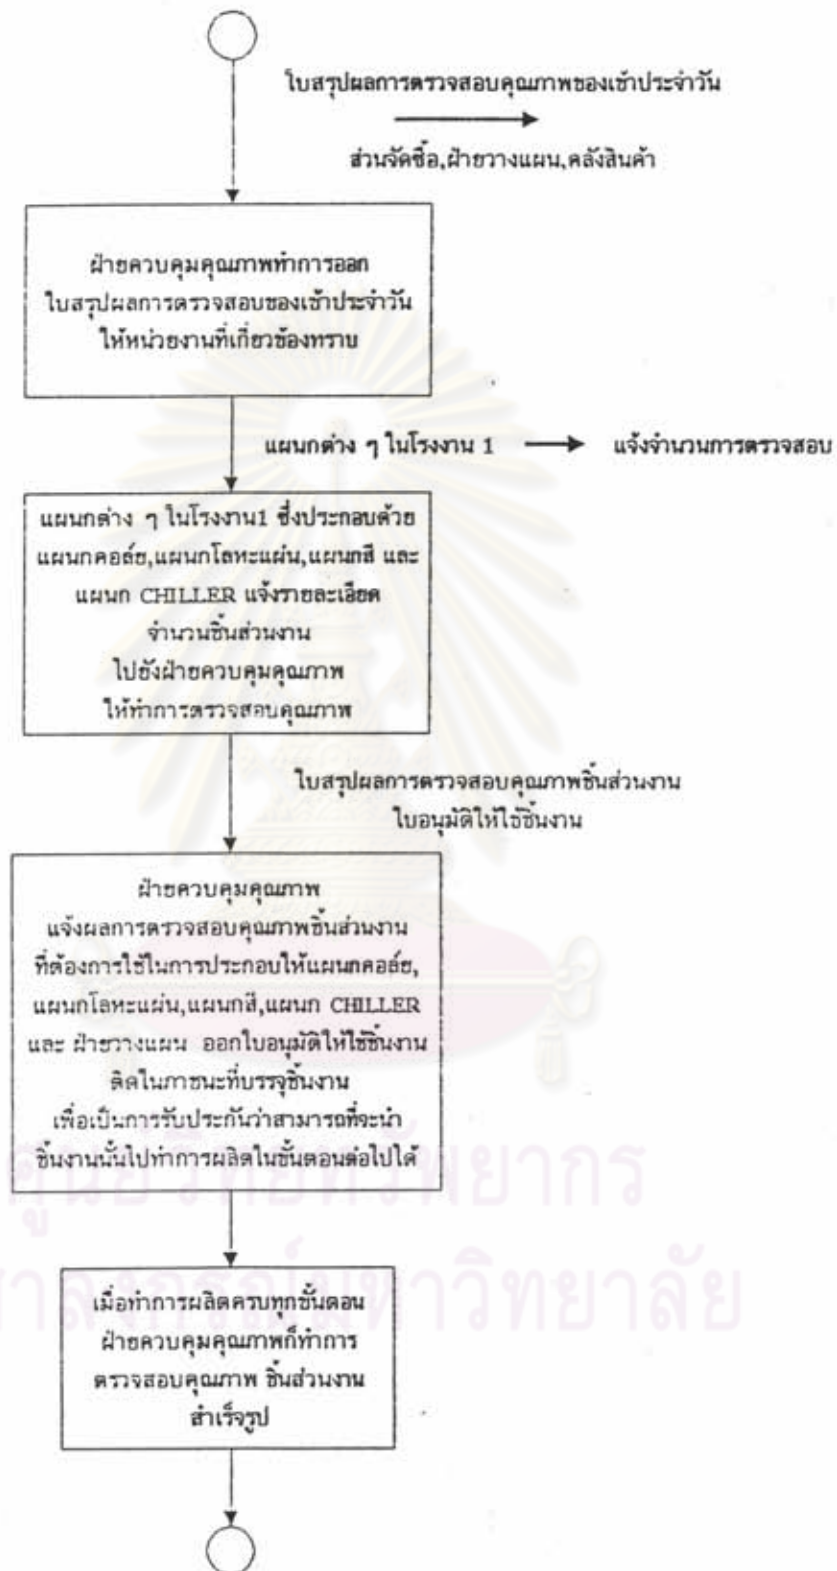 ใบสรุปผลการตรวจสอบคุณภาพของเข้าประจำวัน
ส่วนจัดซื้อ,ฝ่ายวางแผน,คลังสินค้า
ฝ่ายควบคุมคุณภาพทำการออก
ใบสรุปผลการตรวจสอบของเข้าประจำวัน
ให้หน่วยงานที่เกี่ยวข้องทราบ
แผนกต่าง ๆ ในโรงงาน 1
แจ้งจำนวนการตรวจสอบ
แผนกต่าง ๆ ในโรงงาน1 ซึ่งประกอบด้วย
แผนกคอล์ย,แผนกโลหะแผ่น,แผนกสี และ
แผนก CHILLER แจ้งรายละเอียด
จำนวนชิ้นส่วนงาน
ไปยังฝ่ายควบคุมคุณภาพ
ให้ทำการตรวจสอบคุณภาพ
ใบสรุปผลการตรวจสอบคุณภาพชิ้นส่วนงาน
ใบอนุมัติให้ใช้ชิ้นงาน
ฝ่ายควบคุมคุณภาพ
แจ้งผลการตรวจสอบคุณภาพชิ้นส่วนงาน
ที่ต้องการใช้ในการประกอบให้แผนกคอล์ย,
แผนกโลหะแผ่น,แผนกสี,แผนก CHILLER
และ ฝ่ายวางแผน ออกใบอนุมัติให้ใช้ชิ้นงาน
ติดในภาชนะที่บรรจุชิ้นงาน
เพื่อเป็นการรับประกันว่าสามารถที่จะนำ
ชิ้นงานนั้นไปทำการผลิตในขั้นตอนต่อไปได้
ศูนย์วิทยทรัพยากร
จุฬาลงกรณ์มหาวิทยาลัย
เมื่อทำการผลิตครบทุกขั้นตอน
ฝ่ายควบคุมคุณภาพก็ทำการ
ตรวจสอบคุณภาพ ชิ้นส่วนงาน
สำเร็จรูป